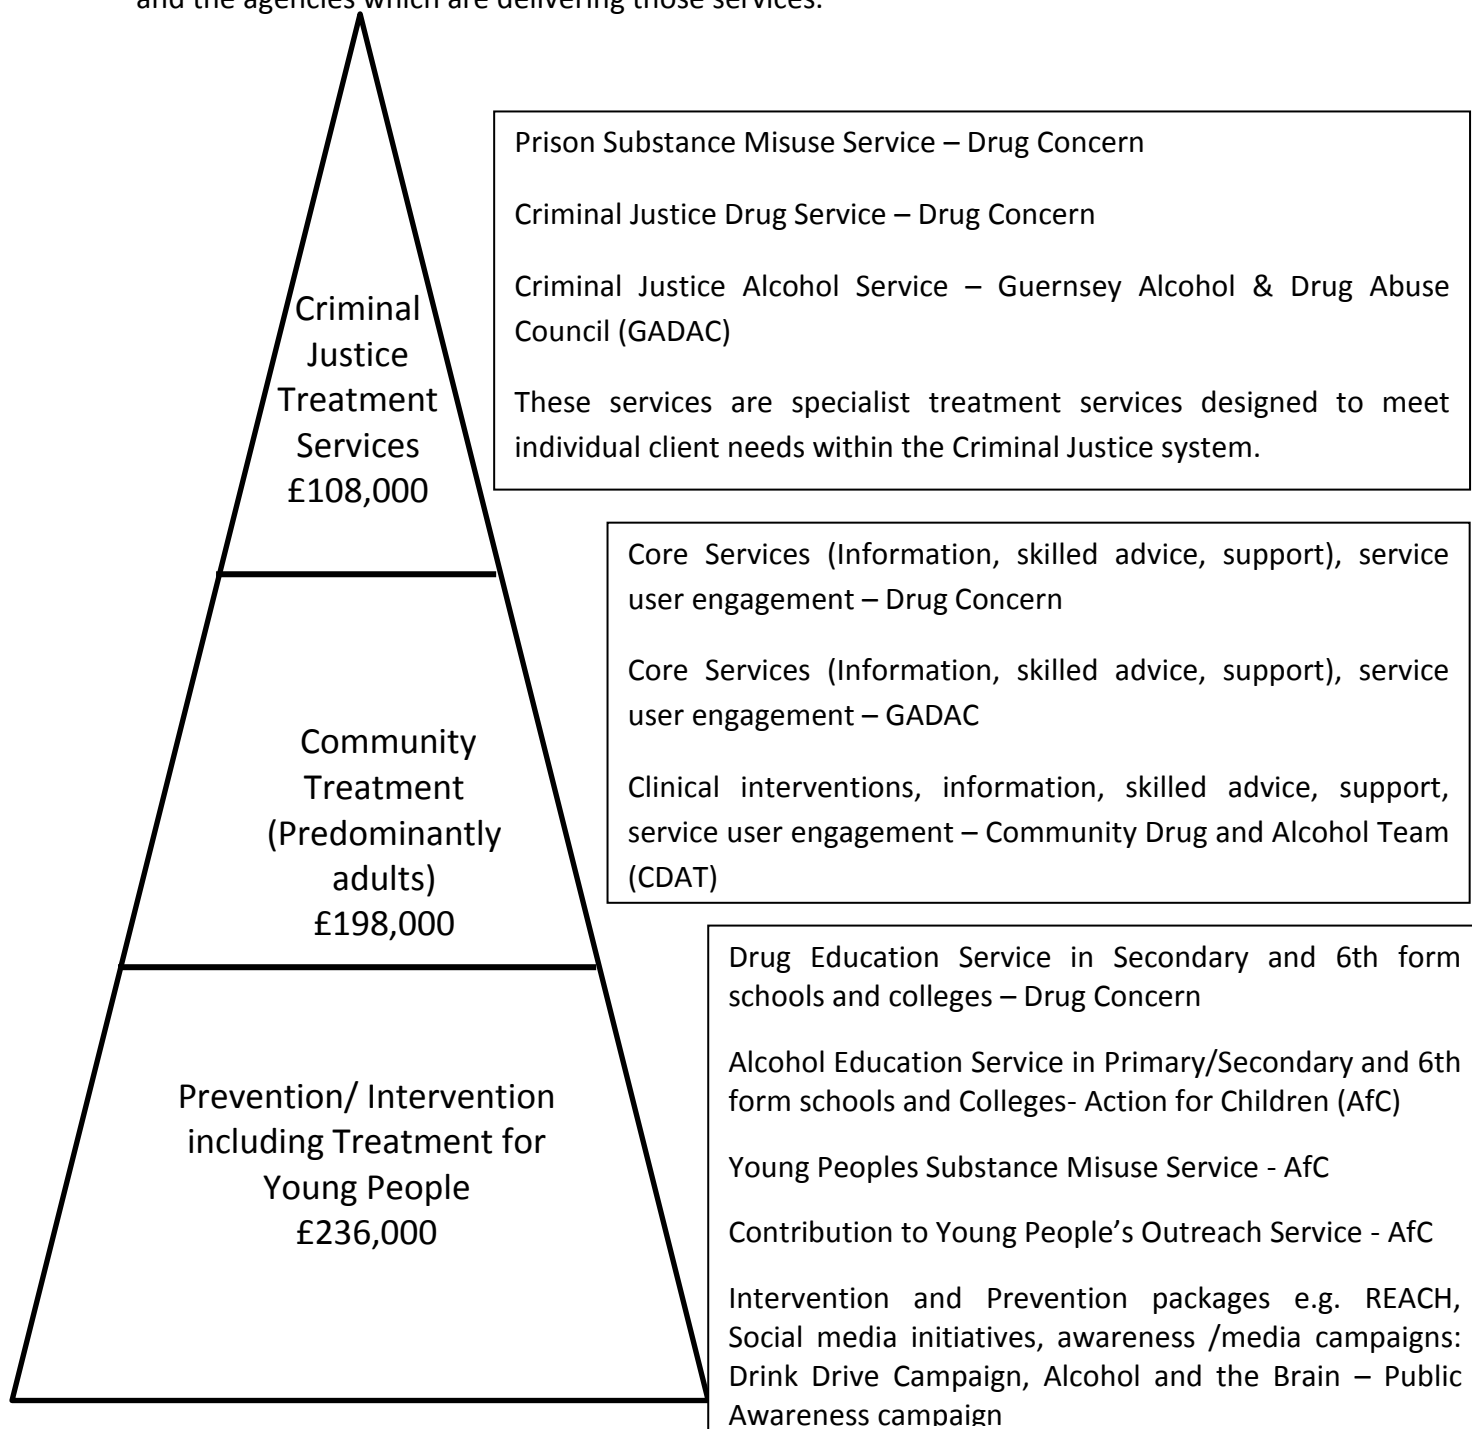 and the agencies which are delivering those services.
Prison Substance Misuse Service – Drug Concern
Criminal Justice Drug Service – Drug Concern
Criminal Justice Alcohol Service – Guernsey Alcohol & Drug Abuse
Council (GADAC)
These services are specialist treatment services designed to meet
individual client needs within the Criminal Justice system.
Criminal
Justice
Treatment
Services
£108,000
Core Services (Information, skilled advice, support), service
user engagement – Drug Concern
Core Services (Information, skilled advice, support), service
user engagement – GADAC
Clinical interventions, information, skilled advice, support,
service user engagement – Community Drug and Alcohol Team
(CDAT)
Community
Treatment
(Predominantly
adults)
£198,000
Drug Education Service in Secondary and 6th form
schools and colleges – Drug Concern
Alcohol Education Service in Primary/Secondary and 6th
form schools and Colleges- Action for Children (AfC)
Young Peoples Substance Misuse Service - AfC
Contribution to Young People’s Outreach Service - AfC
Intervention and Prevention packages e.g. REACH,
Social media initiatives, awareness /media campaigns:
Drink Drive Campaign, Alcohol and the Brain – Public
Awareness campaign
Prevention/ Intervention
including Treatment for
Young People
£236,000